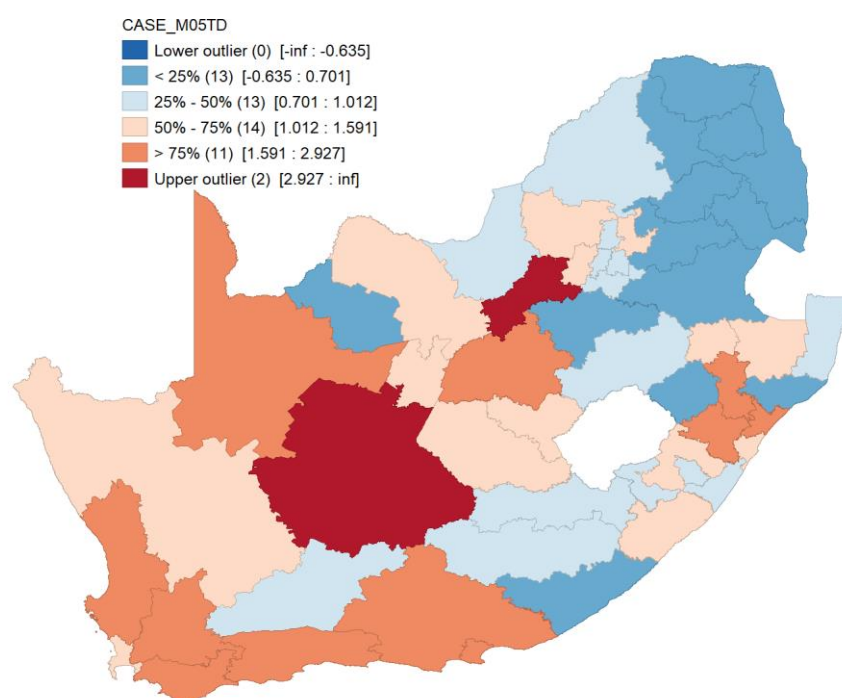 CASE_M05TD
Lower outlier (0) [-inf : -0.635]
< 25% (13) [-0.635 : 0.701]
25% - 50% (13) [0.701 : 1.012]
50% - 75% (14) [1.012 : 1.591]
> 75% (11) [1.591 : 2.927]
Upper outlier (2) [2.927 : inf]